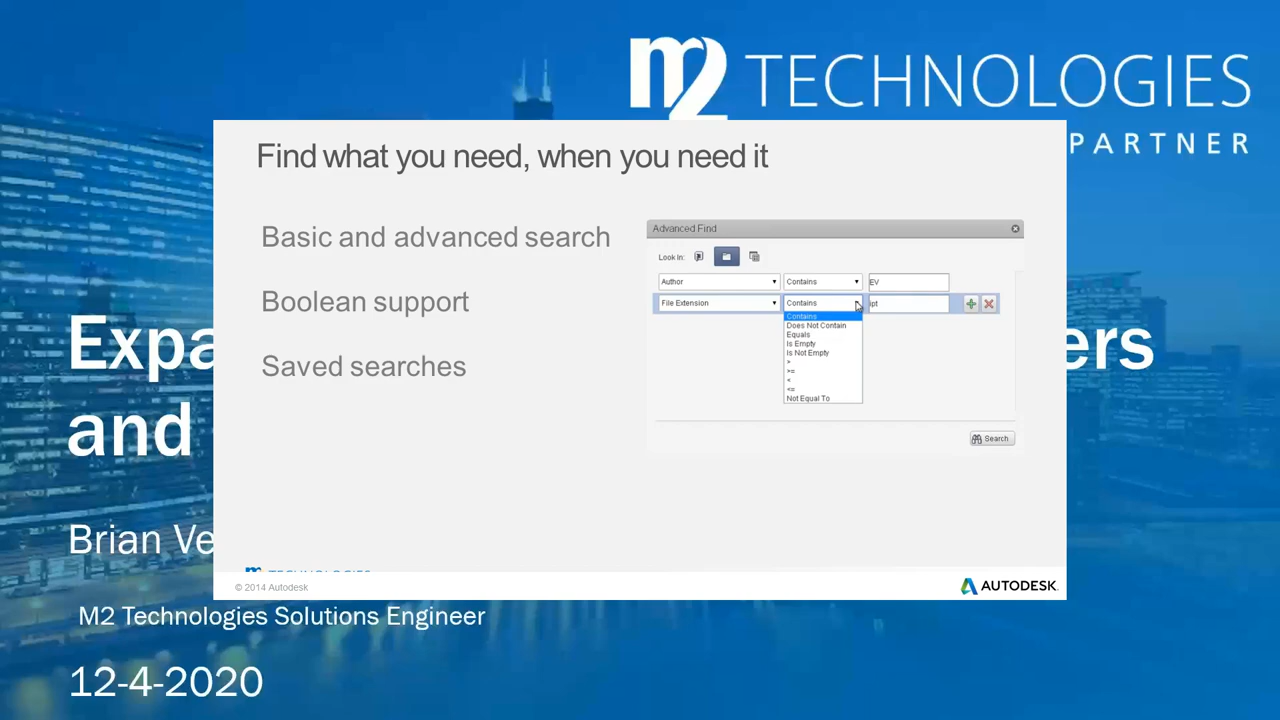 m2 TECHNOLOGIES
PARTNER
Find what you need, when you need it
Basic and advanced search
Boolean support
Saved searches
Advanced Find
Look In:
Author Contains EV
File Extension Contains ipt
Contains
Does Not Contain
Equals
Is Empty
Is Not Empty
>
>=
<
<=
Not Equal To
Search
Expa
ers
and
Brian Ve
© 2014 Autodesk
AUTODESK
M2 Technologies Solutions Engineer
12-4-2020